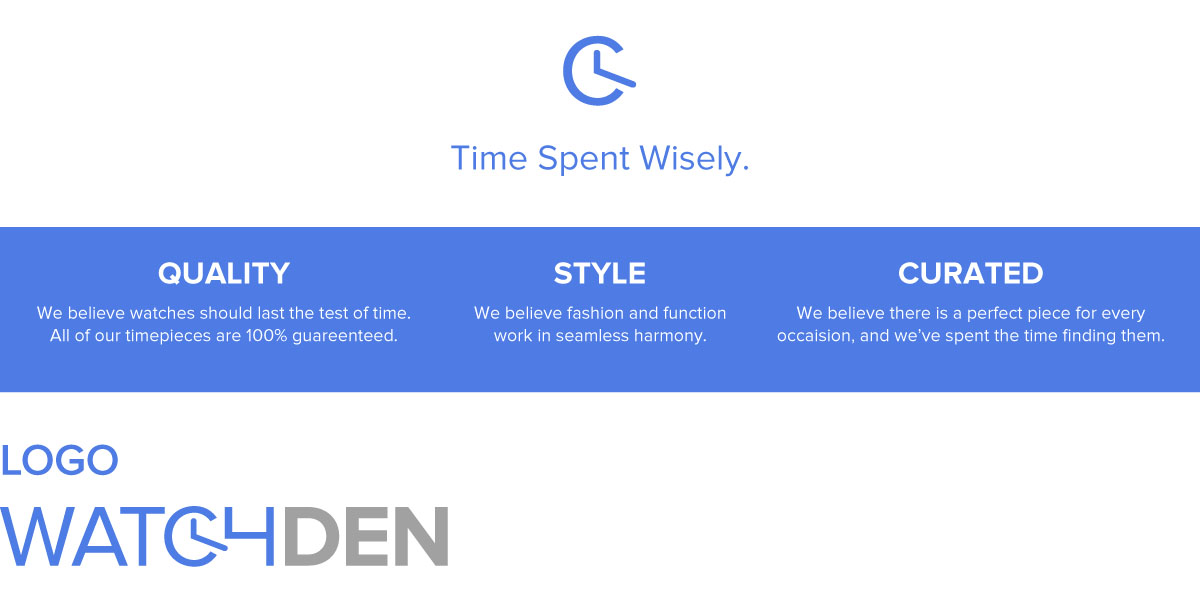 Time Spent Wisely.
QUALITY
We believe watches should last the test of time.
All of our timepieces are 100% guareenteed.
STYLE
We believe fashion and function
work in seamless harmony.
CURATED
We believe there is a perfect piece for every
occaision, and we've spent the time finding them.
LOGO
WATCHDEN